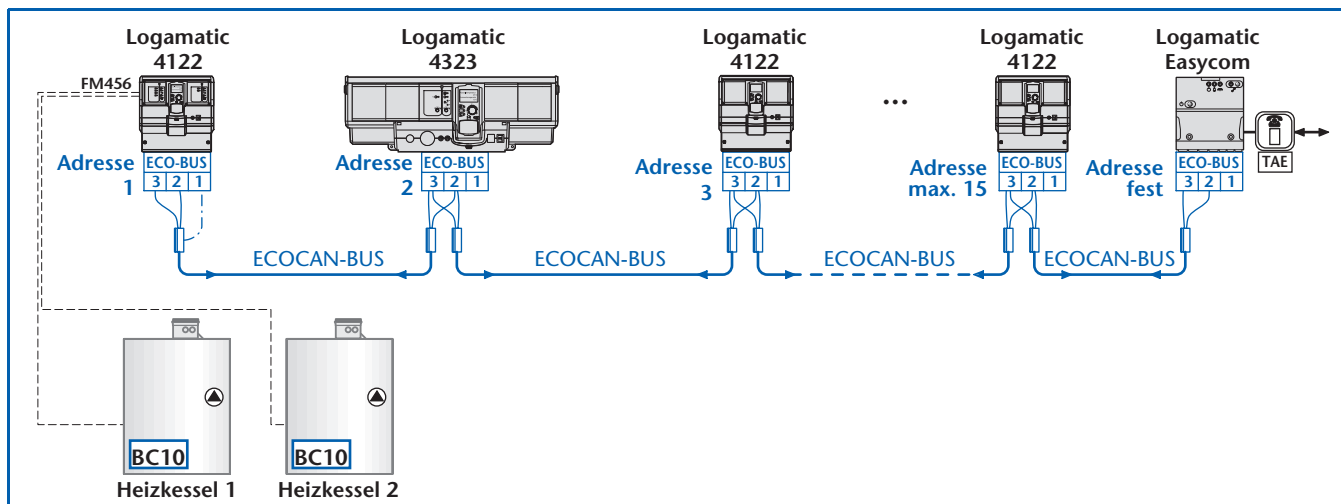 Logamatic
4122
Logamatic
4323
Logamatic
4122
...
Logamatic
4122
Logamatic
Easycom
FM456
TAE
Adresse
1
ECO-BUS
3 2 1
Adresse
2
ECO-BUS
3 2 1
Adresse
3
ECO-BUS
3 2 1
Adresse
max. 15
ECO-BUS
3 2 1
Adresse
fest
ECO-BUS
3 2 1
ECOCAN-BUS
ECOCAN-BUS
ECOCAN-BUS
ECOCAN-BUS
BC10
BC10
Heizkessel 1
Heizkessel 2